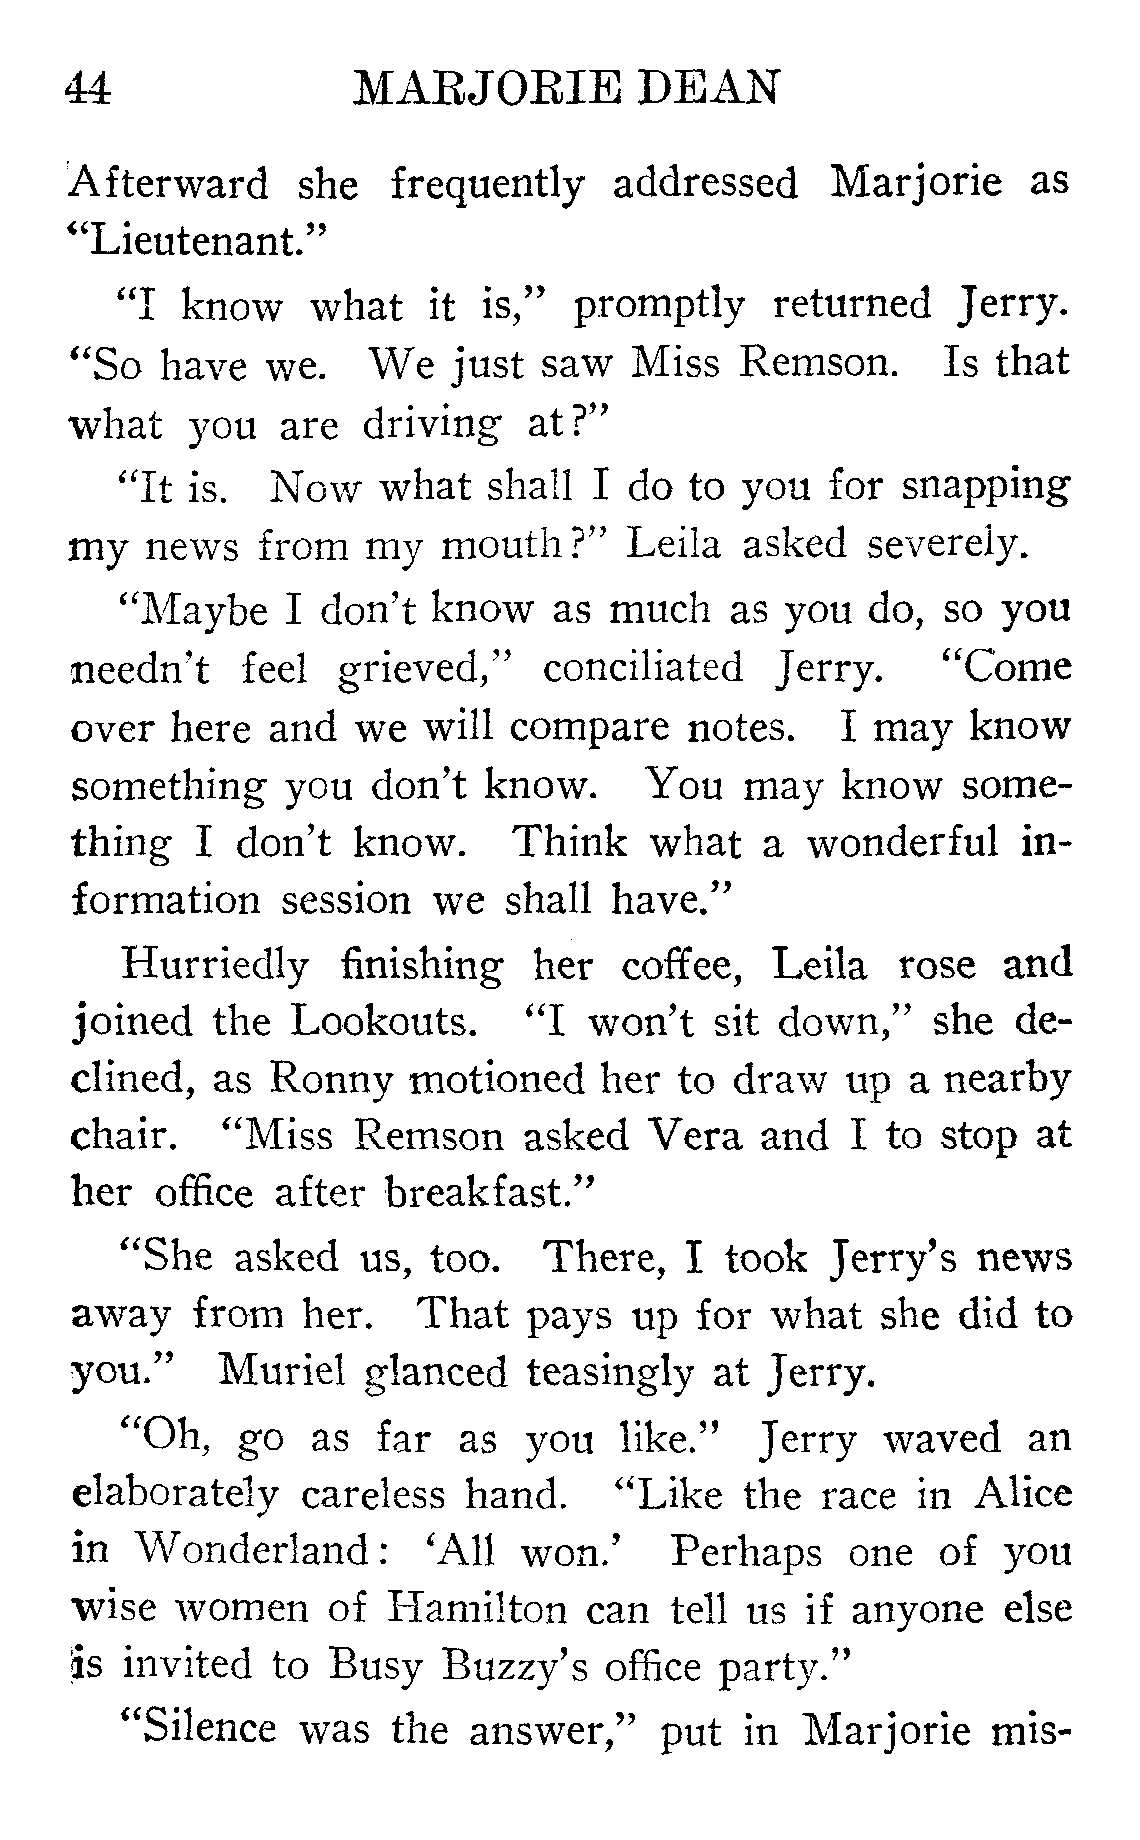 44 MARJORIE DEAN
Afterward she frequently addressed Marjorie as
“Lieutenant.”
“I know what it is,” promptly returned Jerry.
“So have we. We just saw Miss Remson. Is that
what you are driving at?”
“It is. Now what shall I do to you for snapping
my news from my mouth?” Leila asked severely.
“Maybe I don’t know as much as you do, so you
needn’t feel grieved,” conciliated Jerry. “Come
over here and we will compare notes. I may know
something you don’t know. You may know some-
thing I don’t know. Think what a wonderful in-
formation session we shall have.”
Hurriedly finishing her coffee, Leila rose and
joined the Lookouts. “I won’t sit down,” she de-
clined, as Ronny motioned her to draw up a nearby
chair. “Miss Remson asked Vera and I to stop at
her office after breakfast.”
“She asked us, too. There, I took Jerry’s news
away from her. That pays up for what she did to
you.” Muriel glanced teasingly at Jerry.
“Oh, go as far as you like.” Jerry waved an
elaborately careless hand. “Like the race in Alice
in Wonderland: ‘All won.’ Perhaps one of you
wise women of Hamilton can tell us if anyone else
is invited to Busy Buzzy’s office party.”
“Silence was the answer,” put in Marjorie mis-